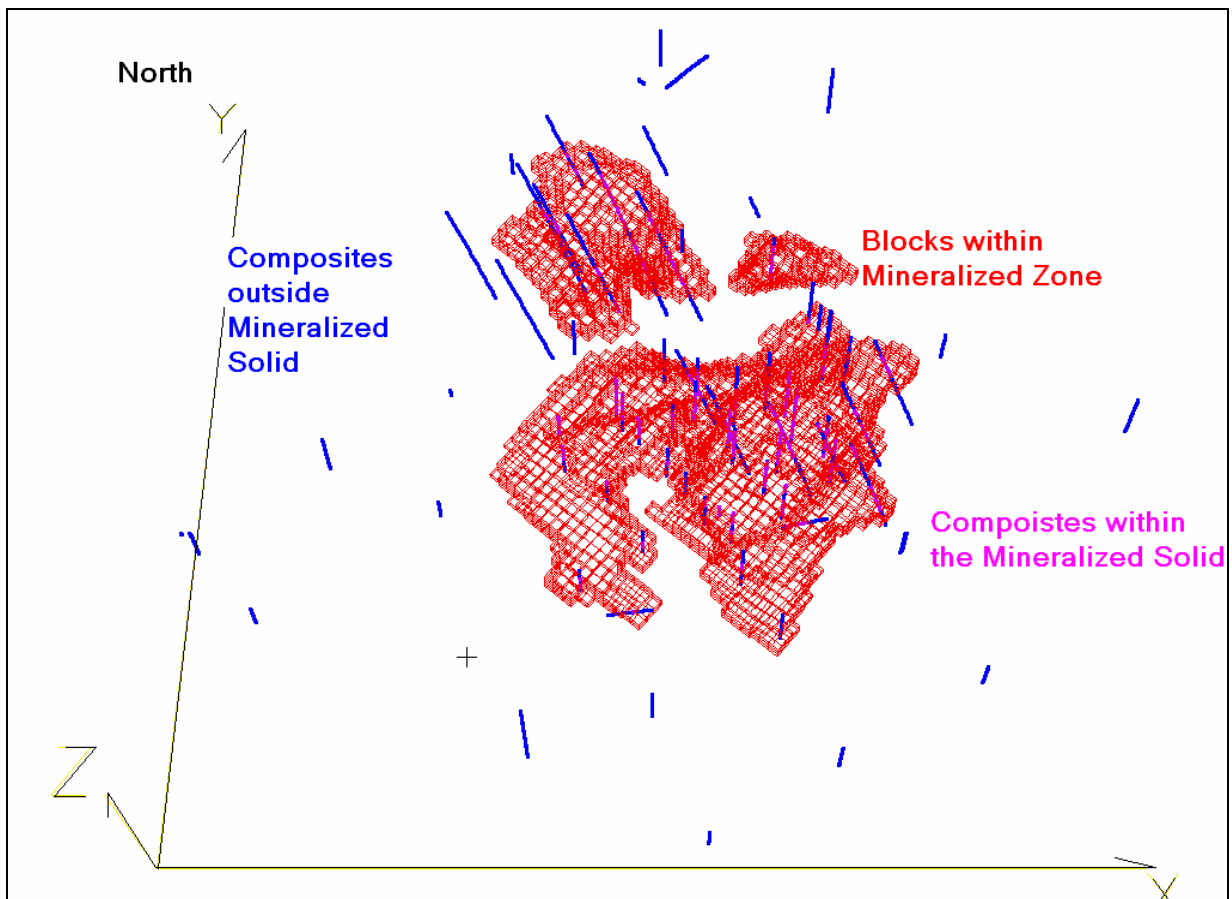 North
Y
Composites
outside
Mineralized
Solid
Blocks within
Mineralized Zone
Compoistes within
the Mineralized Solid
Z
X